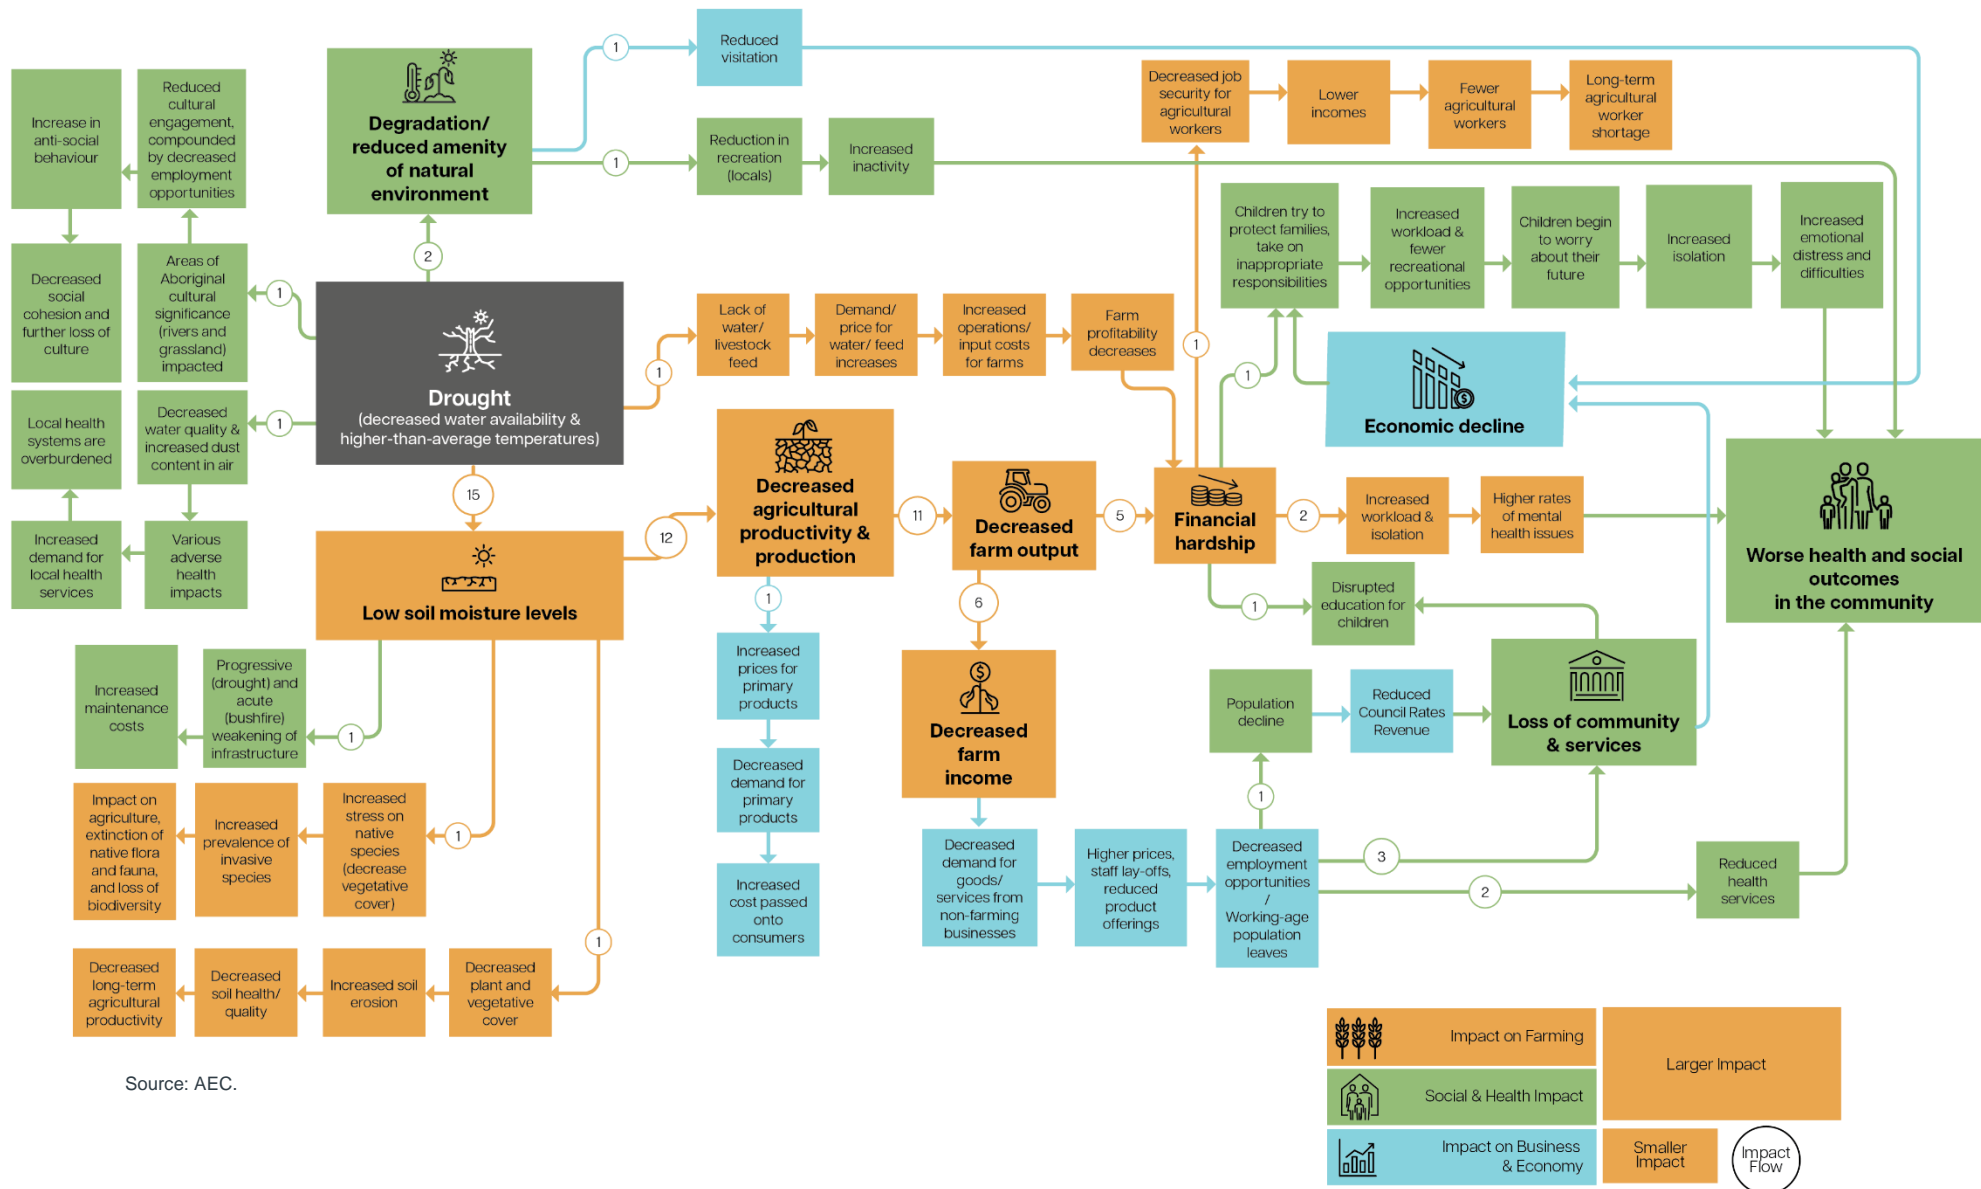 1
Reduced
visitation
Degradation/
reduced amenity
of natural
environment
1
Reduction in
recreation
(locals)
Increased
inactivity
Decreased job
security for
agricultural
workers
Lower
incomes
Fewer
agricultural
workers
Long-term
agricultural
worker
shortage
Increase in
anti-social
behaviour
Reduced
cultural
engagement,
compounded
by decreased
employment
opportunities
Decreased
social
cohesion and
further loss of
culture
Areas of
Aboriginal
cultural
significance
(rivers and
grassland)
impacted
1
2
Drought
(decreased water availability &
higher-than-average temperatures)
1
Lack of
water/
livestock
feed
Demand/
price for
water/ feed
increases
Increased
operations/
input costs
for farms
Farm
profitability
decreases
1
Children try to
protect families,
take on
inappropriate
responsibilities
Increased
workload &
fewer
recreational
opportunities
Children begin
to worry
about their
future
Increased
isolation
Increased
emotional
distress and
difficulties
1
Economic decline
Local health
systems are
overburdened
Decreased
water quality &
increased dust
content in air
1
Increased
demand for
local health
services
Various
adverse
health
impacts
15
Low soil moisture levels
12
Decreased
agricultural
productivity &
production
11
Decreased
farm output
5
Financial
hardship
2
Increased
workload &
isolation
Higher rates
of mental
health issues
Worse health and social
outcomes
in the community
1
6
1
Disrupted
education for
children
Increased
maintenance
costs
Progressive
(drought) and
acute
(bushfire)
weakening of
infrastructure
1
Increased
prices for
primary
products
Decreased
farm
income
Population
decline
Reduced
Council Rates
Revenue
Loss of community
& services
Impact on
agriculture,
extinction of
native flora
and fauna,
and loss of
biodiversity
Increased
prevalence of
invasive
species
Increased
stress on
native
species
(decrease
vegetative
cover)
1
Decreased
demand for
primary
products
1
Decreased
demand for
goods/
services from
non-farming
businesses
Higher prices,
staff lay-offs,
reduced
product
offerings
Decreased
employment
opportunities
/
Working-age
population
leaves
3
2
Reduced
health
services
Increased
cost passed
onto
consumers
1
Decreased
long-term
agricultural
productivity
Decreased
soil health/
quality
Increased soil
erosion
Decreased
plant and
vegetative
cover
Source: AEC.
Impact on Farming
Social & Health Impact
Impact on Business
& Economy
Larger Impact
Smaller
Impact
Impact
Flow